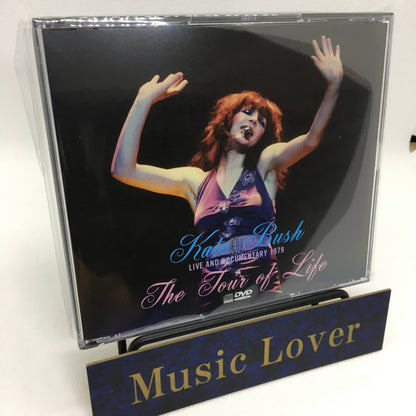 Kate Bush
LIVE AND DOCUMENTARY 1979
The Tour of Life
DVD
Music Lover